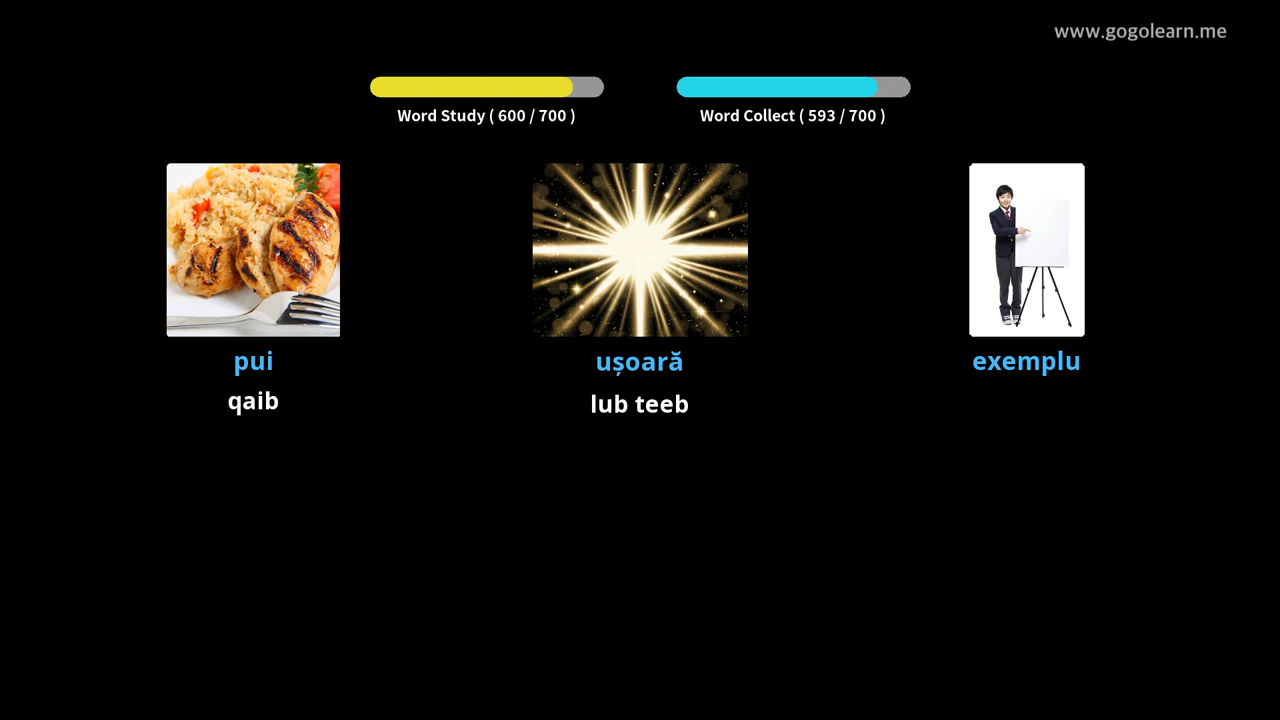 www.gogolearn.me
Word Study ( 600 / 700 )
Word Collect ( 593 / 700 )
pui
ușoară
exemplu
qaib
lub teeb